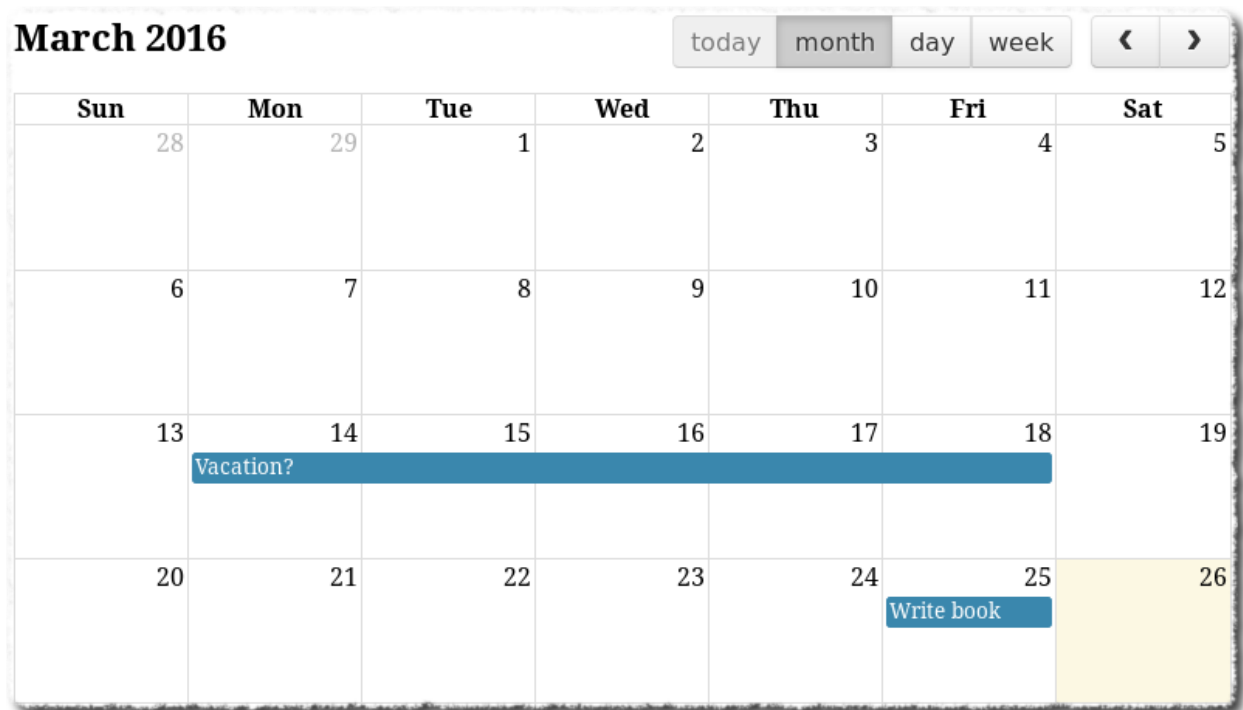 March 2016 today month day week ‹ ›
Sun Mon Tue Wed Thu Fri Sat
28 29 1 2 3 4 5
6 7 8 9 10 11 12
13 14 15 16 17 18 19
Vacation?
20 21 22 23 24 25 26
Write book